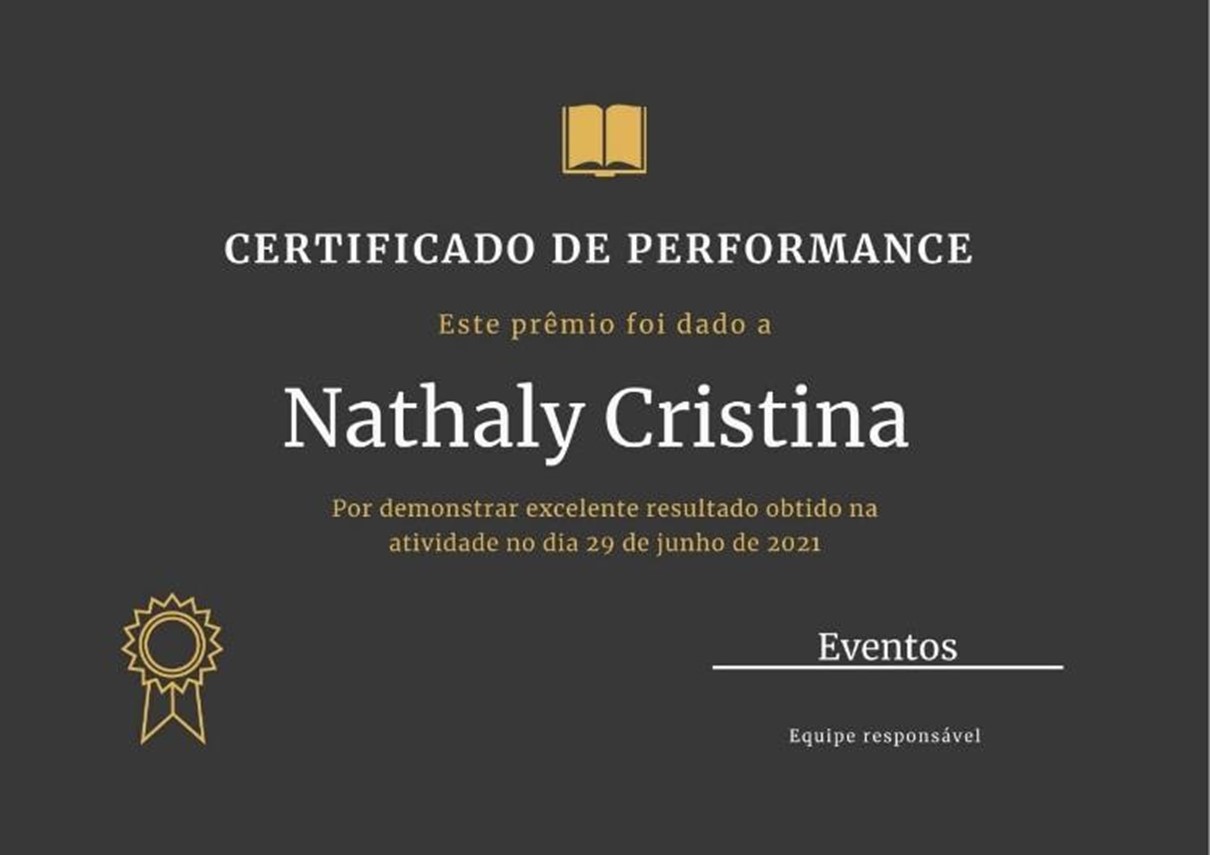 CERTIFICADO DE PERFORMANCE
Este prêmio foi dado a
Nathaly Cristina
Por demonstrar excelente resultado obtido na
atividade no dia 29 de junho de 2021
Eventos
Equipe responsável